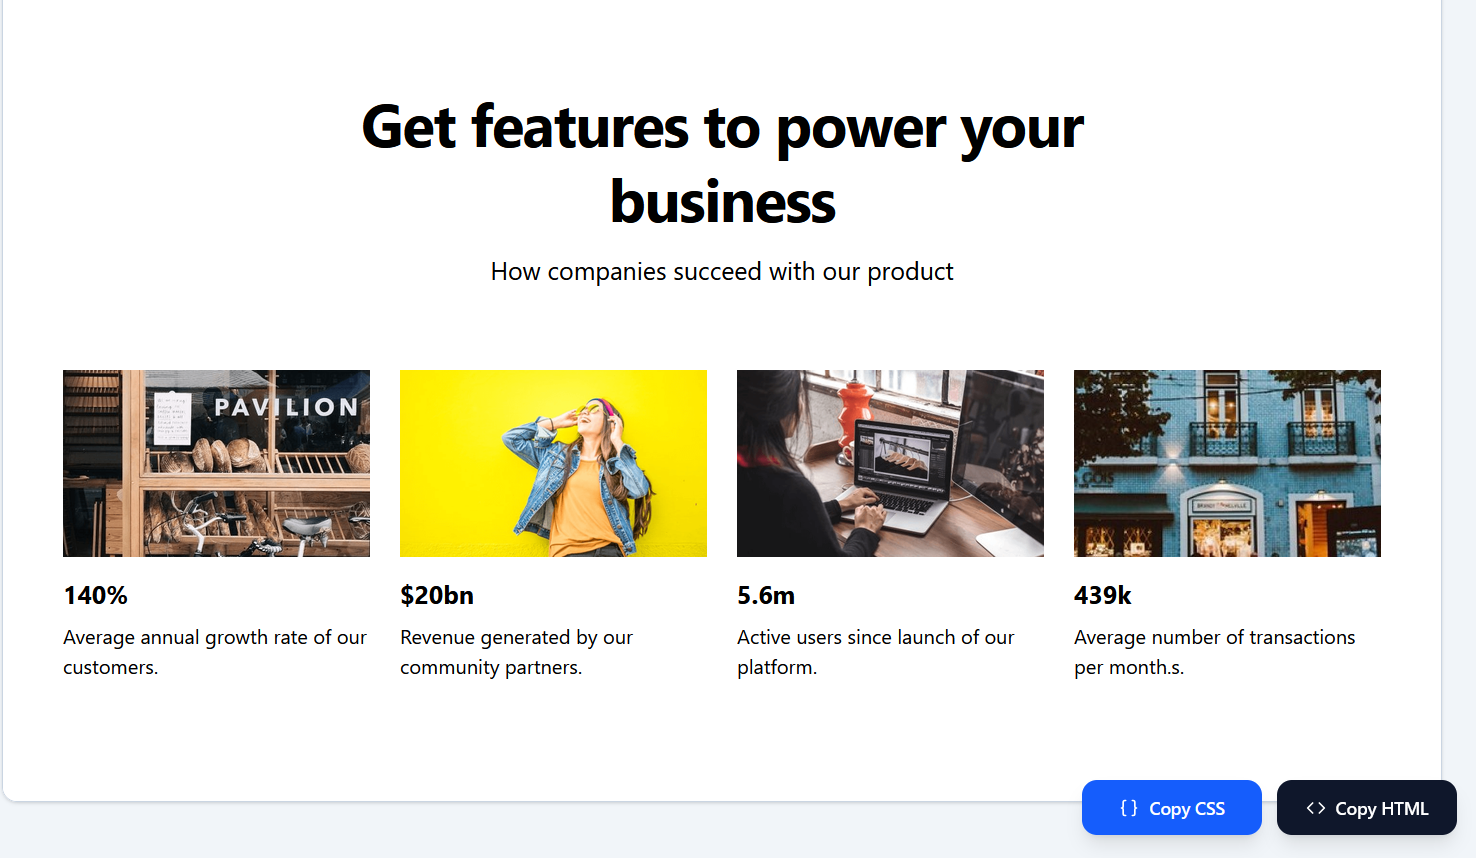 Get features to power your
business
How companies succeed with our product
PAVILION
GOIS
140%
Average annual growth rate of our
customers.
$20bn
Revenue generated by our
community partners.
5.6m
Active users since launch of our
platform.
439k
Average number of transactions
per month.s.
{ } Copy CSS
<> Copy HTML